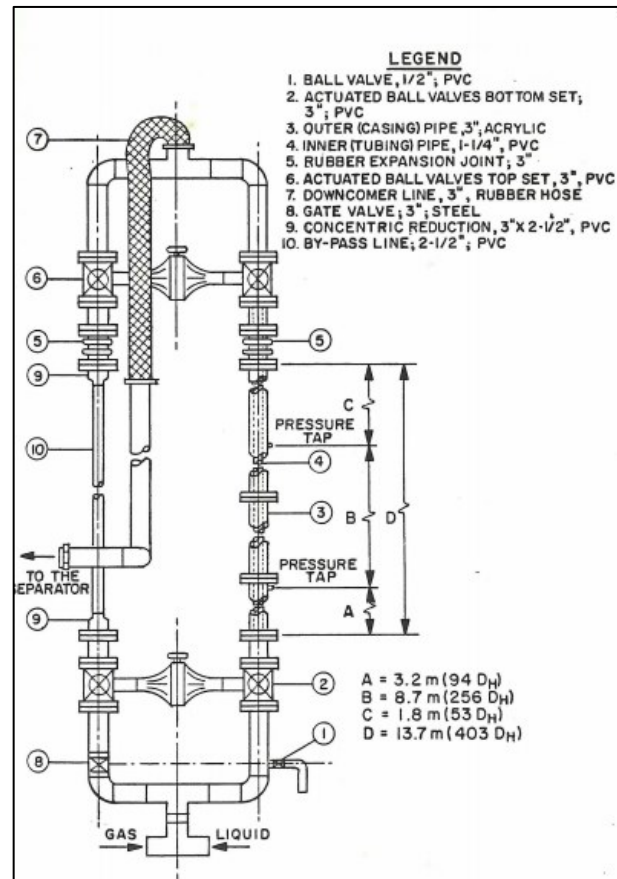 LEGEND
1. BALL VALVE, 1/2"; PVC
2. ACTUATED BALL VALVES BOTTOM SET;
3"; PVC
3. OUTER (CASING) PIPE, 3", ACRYLIC
4. INNER (TUBING) PIPE, 1-1/4", PVC
5. RUBBER EXPANSION JOINT; 3"
6. ACTUATED BALL VALVES TOP SET, 3", PVC
7. DOWNCOMER LINE, 3", RUBBER HOSE
8. GATE VALVE; 3"; STEEL
9. CONCENTRIC REDUCTION, 3" X 2-1/2", PVC
10. BY-PASS LINE; 2-1/2"; PVC
7
6
5
5
9
C
PRESSURE
TAP
10
4
B
D
3
TO THE
SEPARATOR
PRESSURE
TAP
A
9
2
A = 3.2 m (94 DH)
B = 8.7 m (256 DH)
C = 1.8 m (53 DH)
D = 13.7 m (403 DH)
1
8
GAS
LIQUID